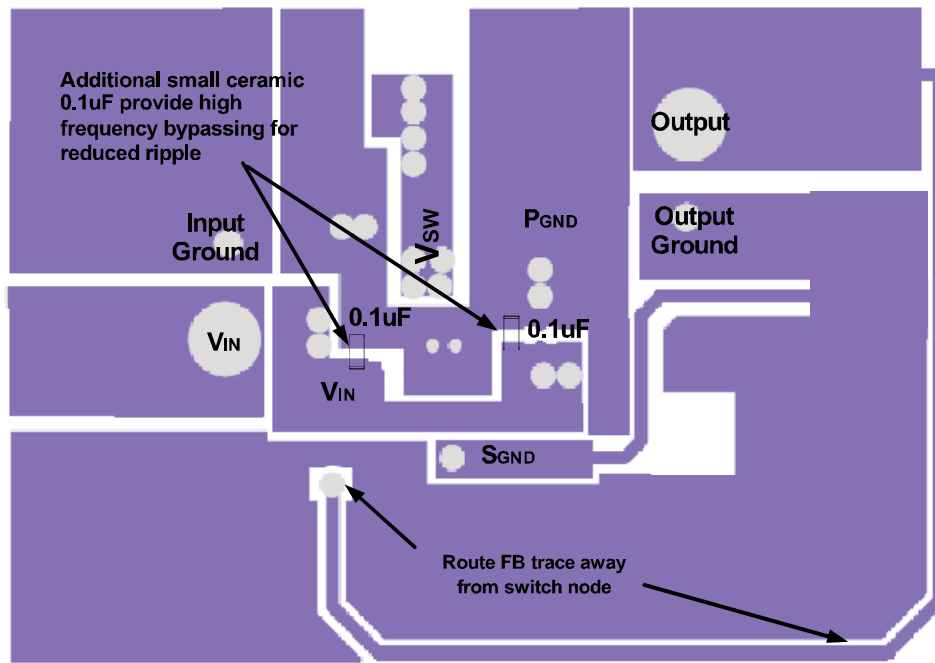 Additional small ceramic
0.1uF provide high
frequency bypassing for
reduced ripple
Output
Input
Ground
VSW
PGND
Output
Ground
0.1uF
0.1uF
VIN
VIN
SGND
Route FB trace away
from switch node